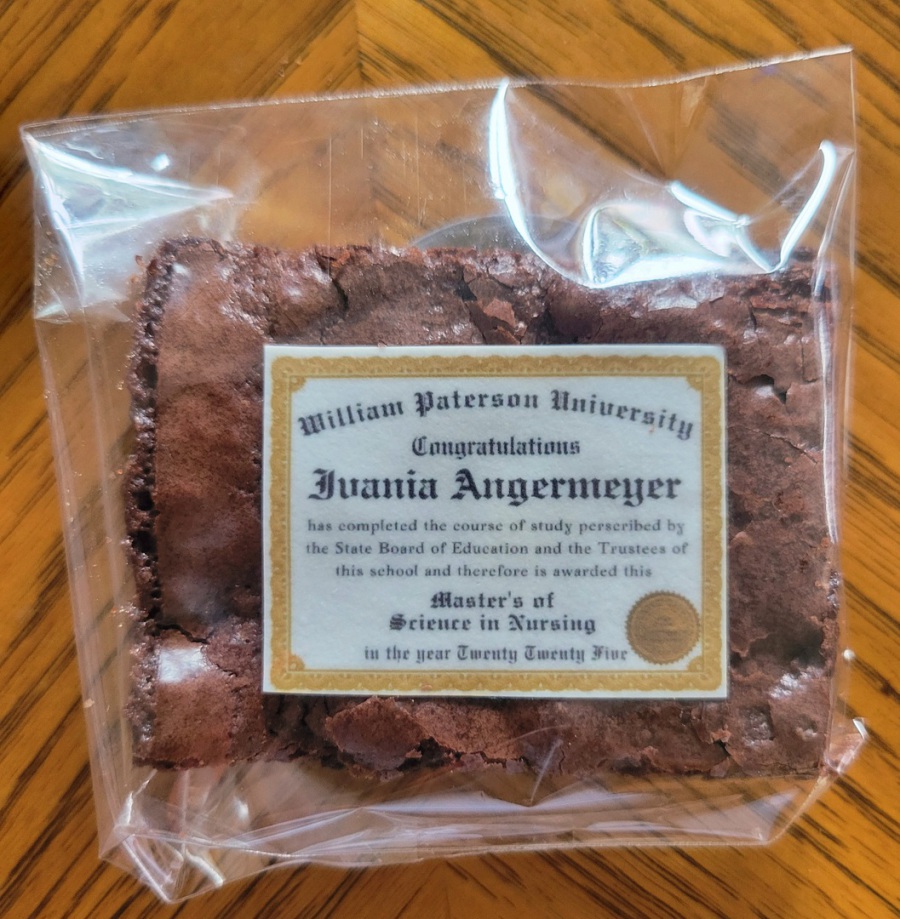 William Paterson University
Congratulations
Ivania Angermeyer
has completed the course of study perscribed by
the State Board of Education and the Trustees of
this school and therefore is awarded this
Master's of
Science in Nursing
in the year Twenty Twenty Five